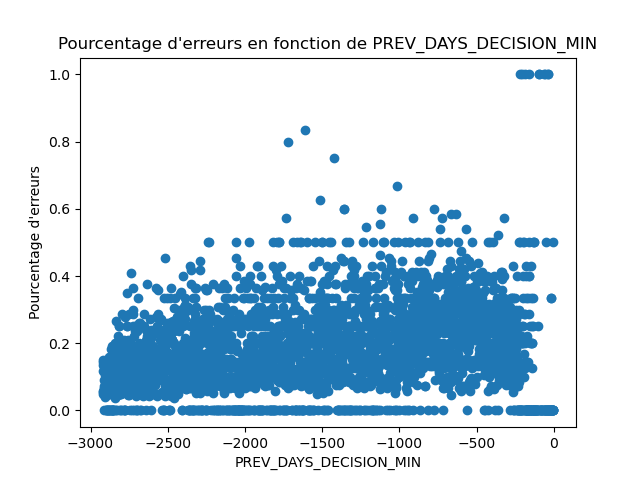 Pourcentage d'erreurs en fonction de PREV_DAYS_DECISION_MIN
1.0
0.8
0.6
0.4
0.2
0.0
Pourcentage d'erreurs
−3000 −2500 −2000 −1500 −1000 −500 0
PREV_DAYS_DECISION_MIN